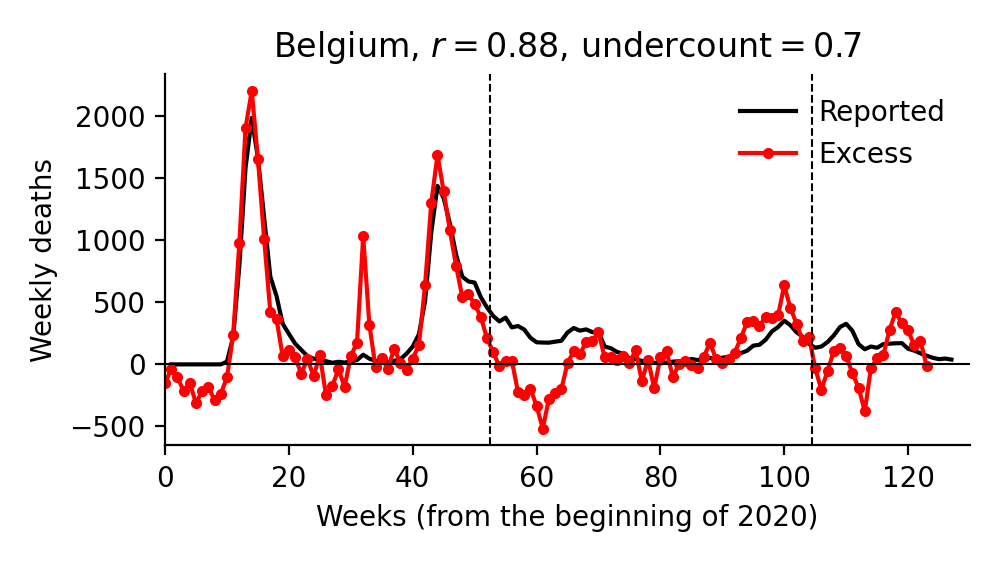 Belgium, r = 0.88, undercount = 0.7
Weekly deaths
2000
1500
1000
500
0
−500
Reported
Excess
0 20 40 60 80 100 120
Weeks (from the beginning of 2020)